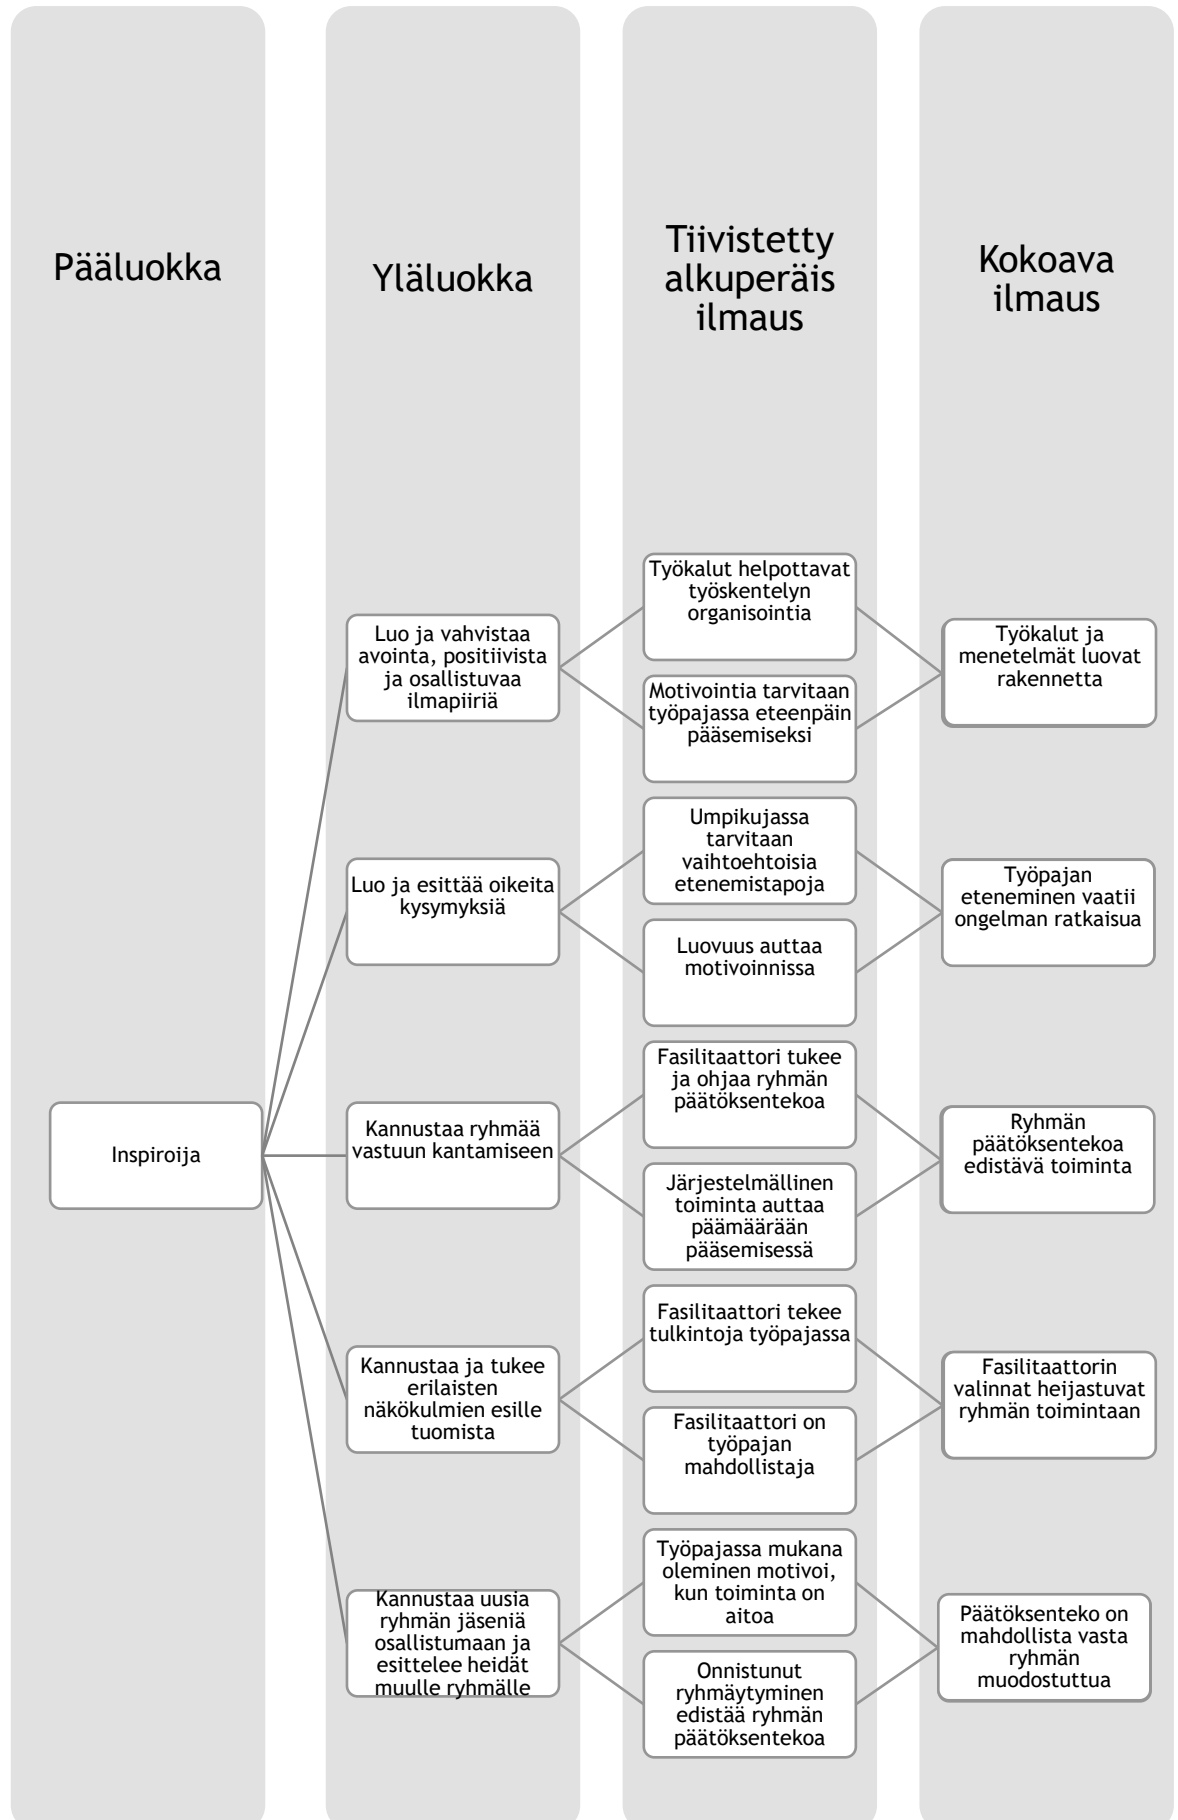 Pääluokka
Yläluokka
Tiivistetty
alkuperäis
ilmaus
Kokoava
ilmaus
Inspiroija
Luo ja vahvistaa
avointa, positiivista
ja osallistuvaa
ilmapiiriä
Luo ja esittää oikeita
kysymyksiä
Kannustaa ryhmää
vastuun kantamiseen
Kannustaa ja tukee
erilaisten
näkökulmien esille
tuomista
Kannustaa uusia
ryhmän jäseniä
osallistumaan ja
esittelee heidät
muulle ryhmälle
Työkalut helpottavat
työskentelyn
organisointia
Motivointia tarvitaan
työpajassa eteenpäin
pääsemiseksi
Umpikujassa
tarvitaan
vaihtoehtoisia
etenemistapoja
Luovuus auttaa
motivoinnissa
Fasilitaattori tukee
ja ohjaa ryhmän
päätöksentekoa
Järjestelmällinen
toiminta auttaa
päämäärään
pääsemisessä
Fasilitaattori tekee
tulkintoja työpajassa
Fasilitaattori on
työpajan
mahdollistaja
Työpajassa mukana
oleminen motivoi,
kun toiminta on
aitoa
Onnistunut
ryhmäytyminen
edistää ryhmän
päätöksentekoa
Työkalut ja
menetelmät luovat
rakennetta
Työpajan
eteneminen vaatii
ongelman ratkaisua
Ryhmän
päätöksentekoa
edistävä toiminta
Fasilitaattorin
valinnat heijastuvat
ryhmän toimintaan
Päätöksenteko on
mahdollista vasta
ryhmän
muodostuttua